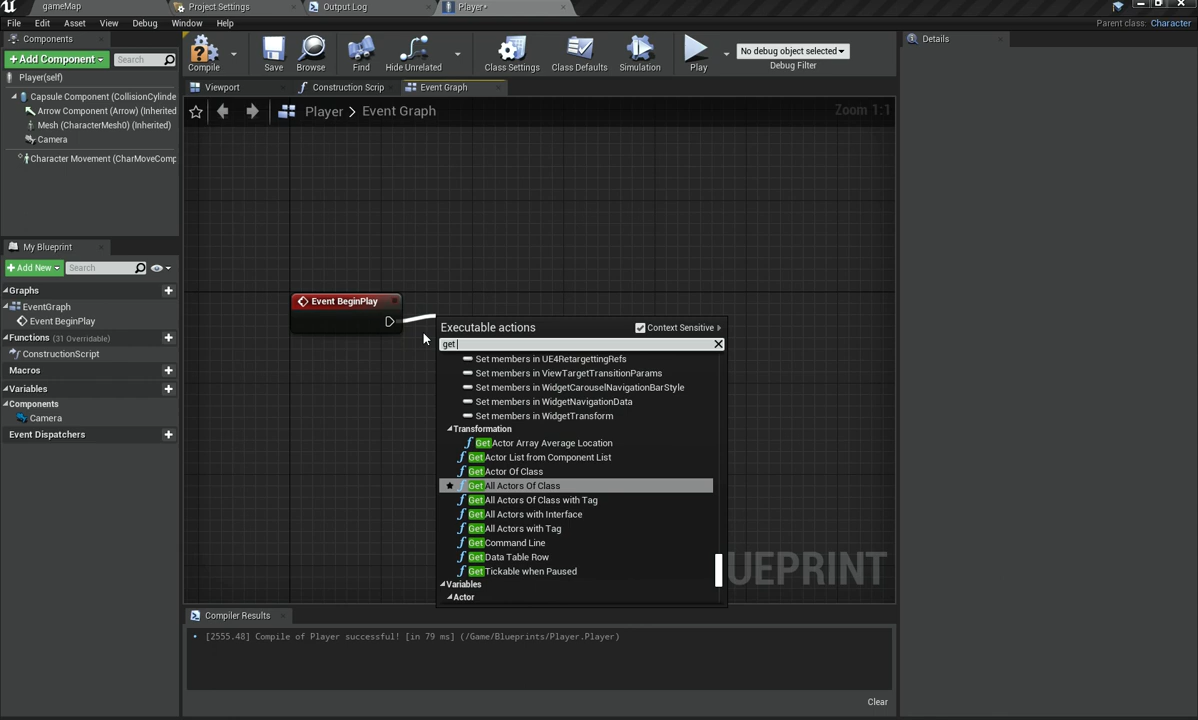 gameMap
Project Settings
Output Log
Player*
File Edit Asset View Debug Window Help
Parent class: Character
Components
+Add Component
Search
Player(self)
Capsule Component (CollisionCylinde
Arrow Component (Arrow) (Inherited
Mesh (CharacterMesh0) (Inherited)
Camera
Character Movement (CharMoveComp
Compile
Save
Browse
Find
Hide Unrelated
Class Settings
Class Defaults
Simulation
Play
No debug object selected
Debug Filter
Details
Viewport
Construction Scrip
Event Graph
Player > Event Graph
Zoom 1:1
My Blueprint
+Add New
Search
Graphs
EventGraph
Event BeginPlay
Functions (31 Overridable)
ConstructionScript
Macros
Variables
Components
Camera
Event Dispatchers
Event BeginPlay
Executable actions
Context Sensitive
get
Set members in UE4RetargettingRefs
Set members in ViewTargetTransitionParams
Set members in WidgetCarouselNavigationBarStyle
Set members in WidgetNavigationData
Set members in WidgetTransform
Transformation
Get Actor Array Average Location
Get Actor List from Component List
Get Actor Of Class
Get All Actors Of Class
Get All Actors Of Class with Tag
Get All Actors with Interface
Get All Actors with Tag
Get Command Line
Get Data Table Row
Get Tickable when Paused
Variables
Actor
UEPRINT
Compiler Results
[2555.48] Compile of Player successful! [in 79 ms] (/Game/Blueprints/Player.Player)
Clear